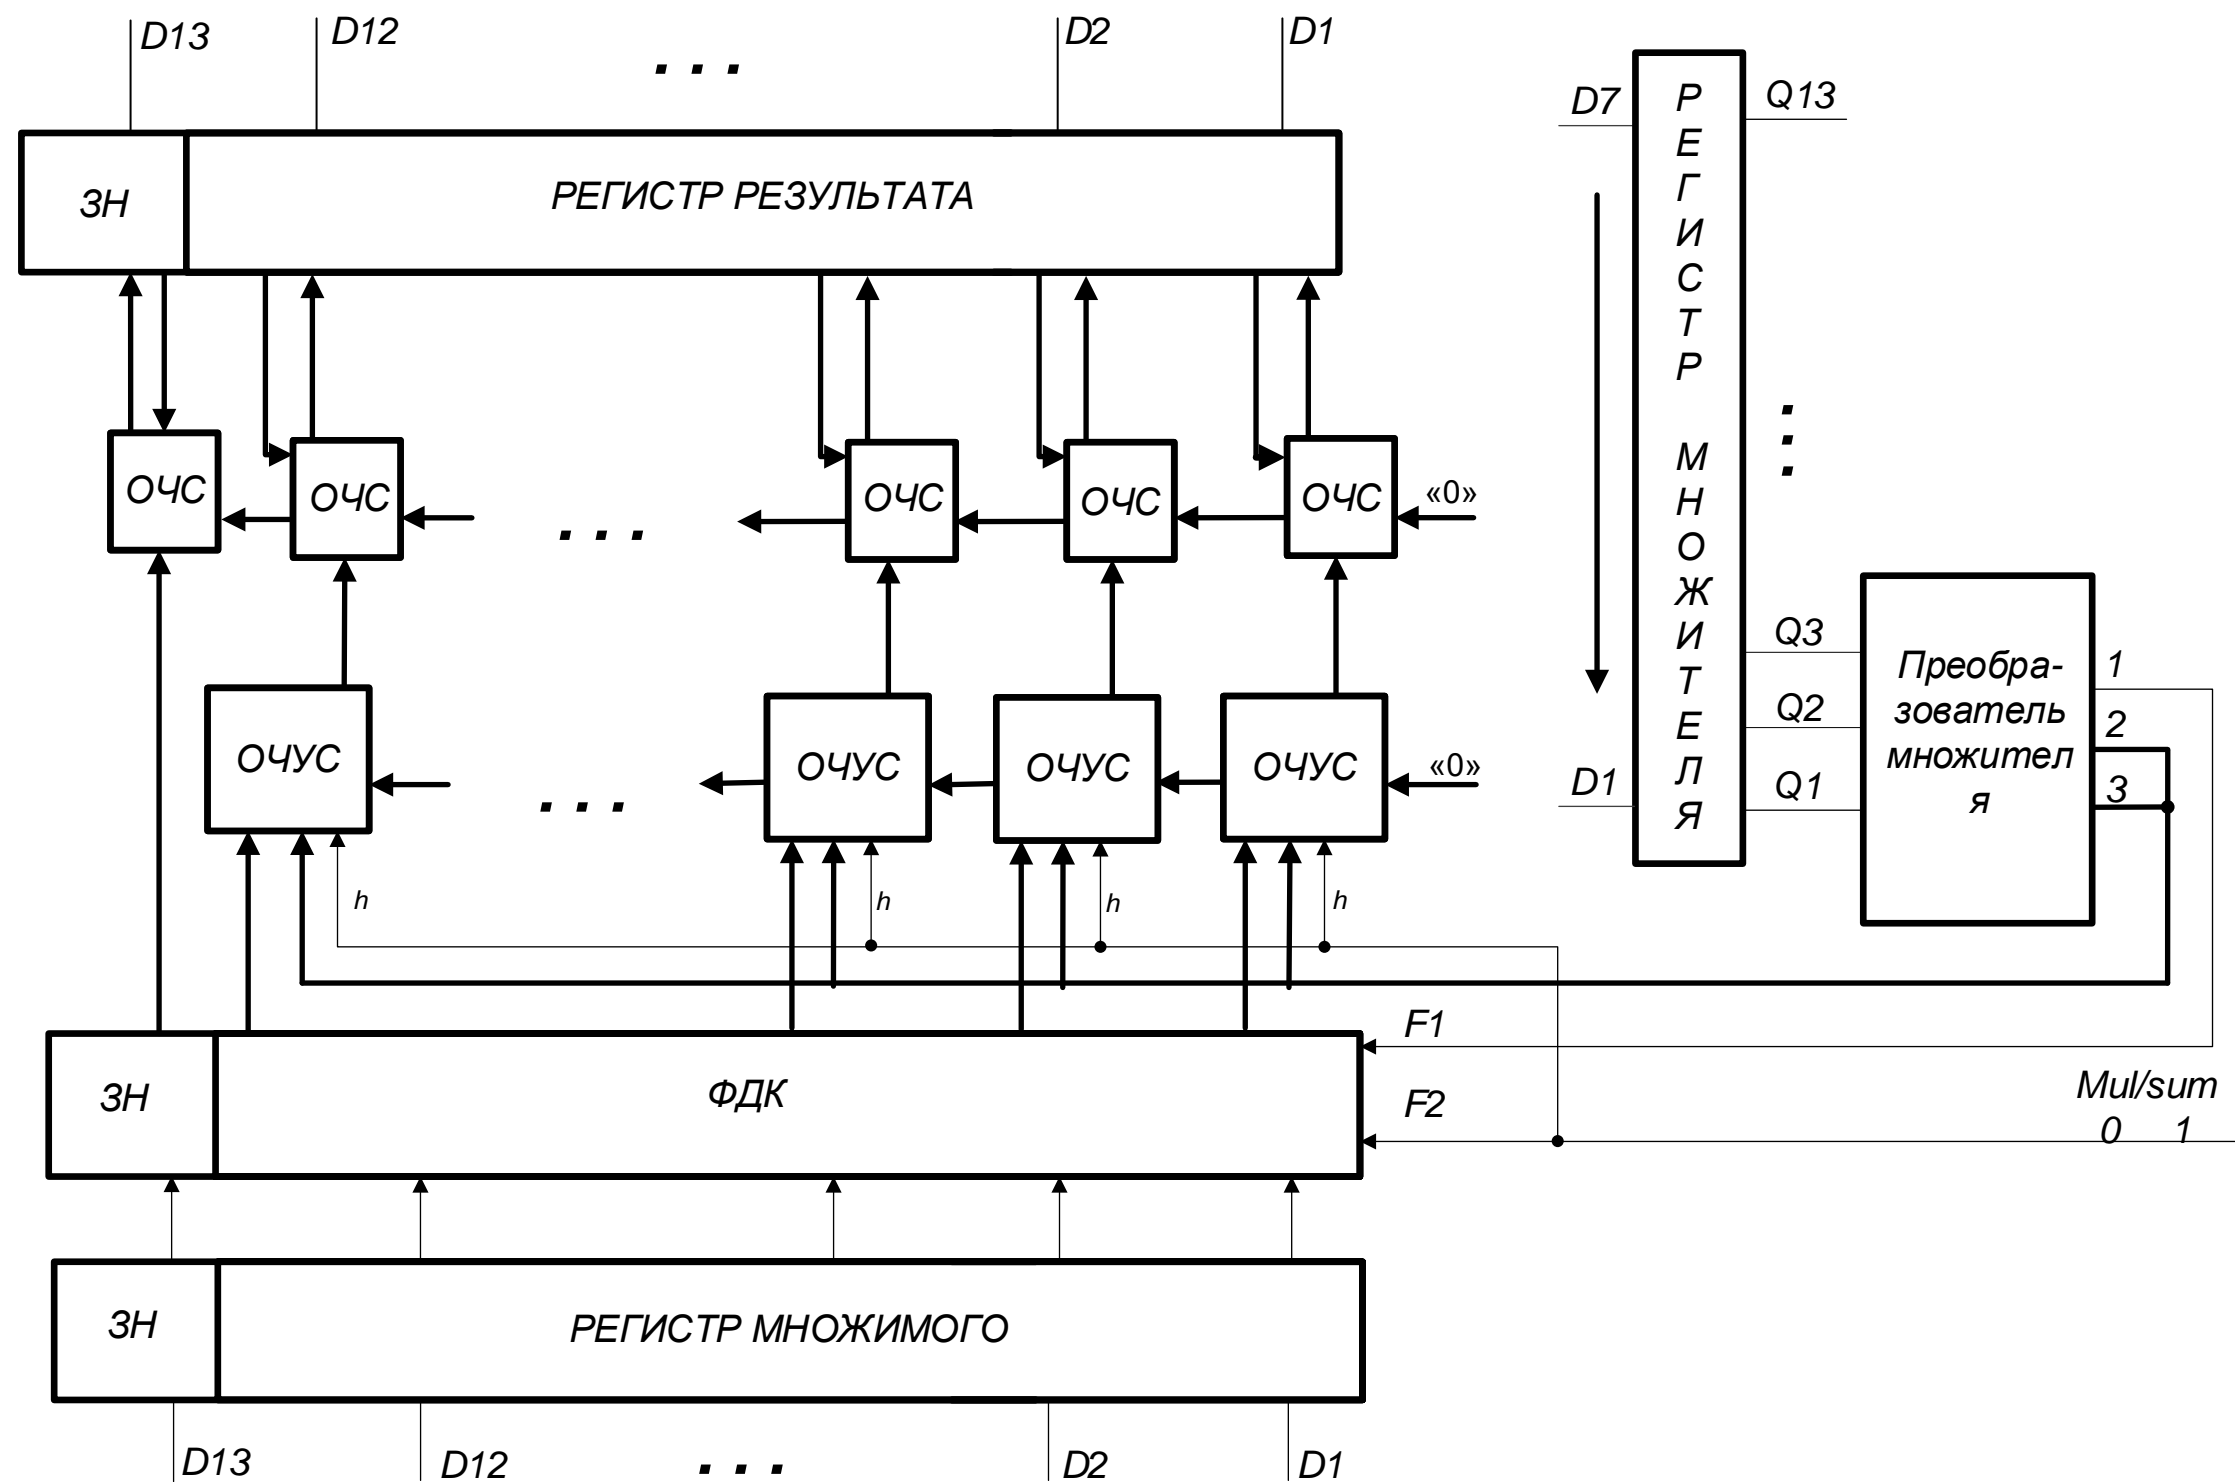 D13 D12 . . . D2 D1
ЗН РЕГИСТР РЕЗУЛЬТАТА
D7 РЕГИСТР МНОЖИТЕЛЯ Q13
ОЧС ОЧС . . . ОЧС ОЧС ОЧС «0»
ОЧУС . . . ОЧУС ОЧУС ОЧУС «0»
h h h h
D1
...
Q3
Q2
Q1
Преобра-
зователь
множител
я
1
2
3
F1
F2
Mul/sum
0 1
ЗН ФДК
ЗН РЕГИСТР МНОЖИМОГО
D13 D12 . . . D2 D1